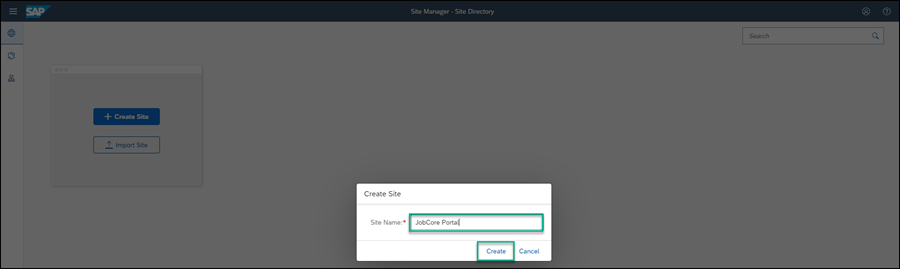 SAP
Site Manager - Site Directory
Search
+ Create Site
Import Site
Create Site
Site Name:* JobCore Portal
Create Cancel